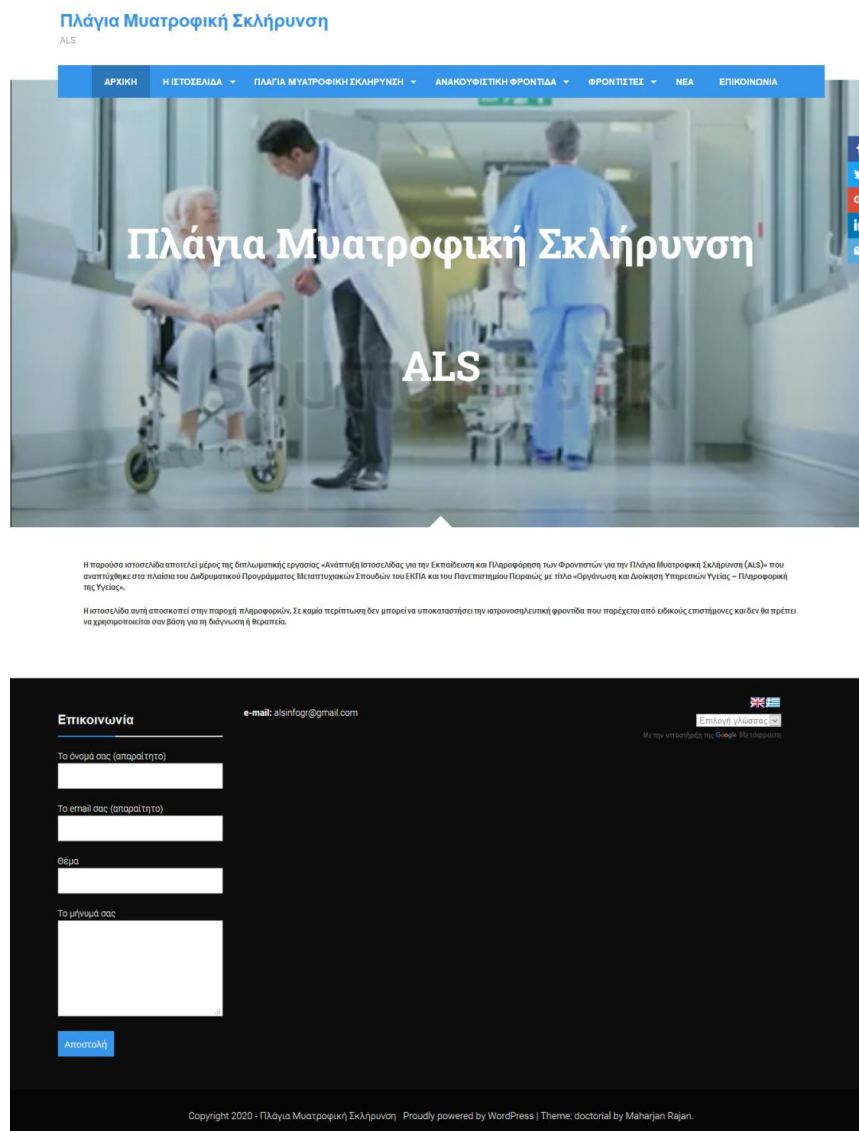 Πλάγια Μυατροφική Σκλήρυνση
ALS
ΑΡΧΙΚΗ Η ΙΣΤΟΣΕΛΙΔΑ ΠΛΑΓΙΑ ΜΥΑΤΡΟΦΙΚΗ ΣΚΛΗΡΥΝΣΗ ΑΝΑΚΟΥΦΙΣΤΙΚΗ ΦΡΟΝΤΙΔΑ ΦΡΟΝΤΙΣΤΕΣ ΝΕΑ ΕΠΙΚΟΙΝΩΝΙΑ
Πλάγια Μυατροφική Σκλήρυνση
ALS
Η παρούσα ιστοσελίδα αποτελεί μέρος της διπλωματικής εργασίας «Ανάπτυξη Ιστοσελίδας για την Εκπαίδευση και Πληροφόρηση των Φροντιστών για την Πλάγια Μυατροφική Σκλήρυνση (ALS)» που
αναπτύχθηκε στα πλαίσια του Διιδρυματικού Προγράμματος Μεταπτυχιακών Σπουδών του ΕΚΠΑ και του Πανεπιστημίου Πειραιώς με τίτλο «Οργάνωση και Διοίκηση Υπηρεσιών Υγείας – Πληροφορική
της Υγείας».
Η ιστοσελίδα αυτή αποσκοπεί στην παροχή πληροφοριών. Σε καμία περίπτωση δεν μπορεί να υποκαταστήσει την ιατρονοσηλευτική φροντίδα που παρέχεται από ειδικούς επιστήμονες και δεν θα πρέπει
να χρησιμοποιείται σαν βάση για τη διάγνωση ή θεραπεία.
Επικοινωνία
Το όνομά σας (απαραίτητο)
Το email σας (απαραίτητο)
Θέμα
Το μήνυμά σας
Αποστολή
e-mail: alsinfogr@gmail.com
Επιλογή γλώσσας
Με την υποστήριξη της Google Μετάφραση
Copyright 2020 - Πλάγια Μυατροφική Σκλήρυνση Proudly powered by WordPress | Theme: doctorial by Maharjan Rajan.